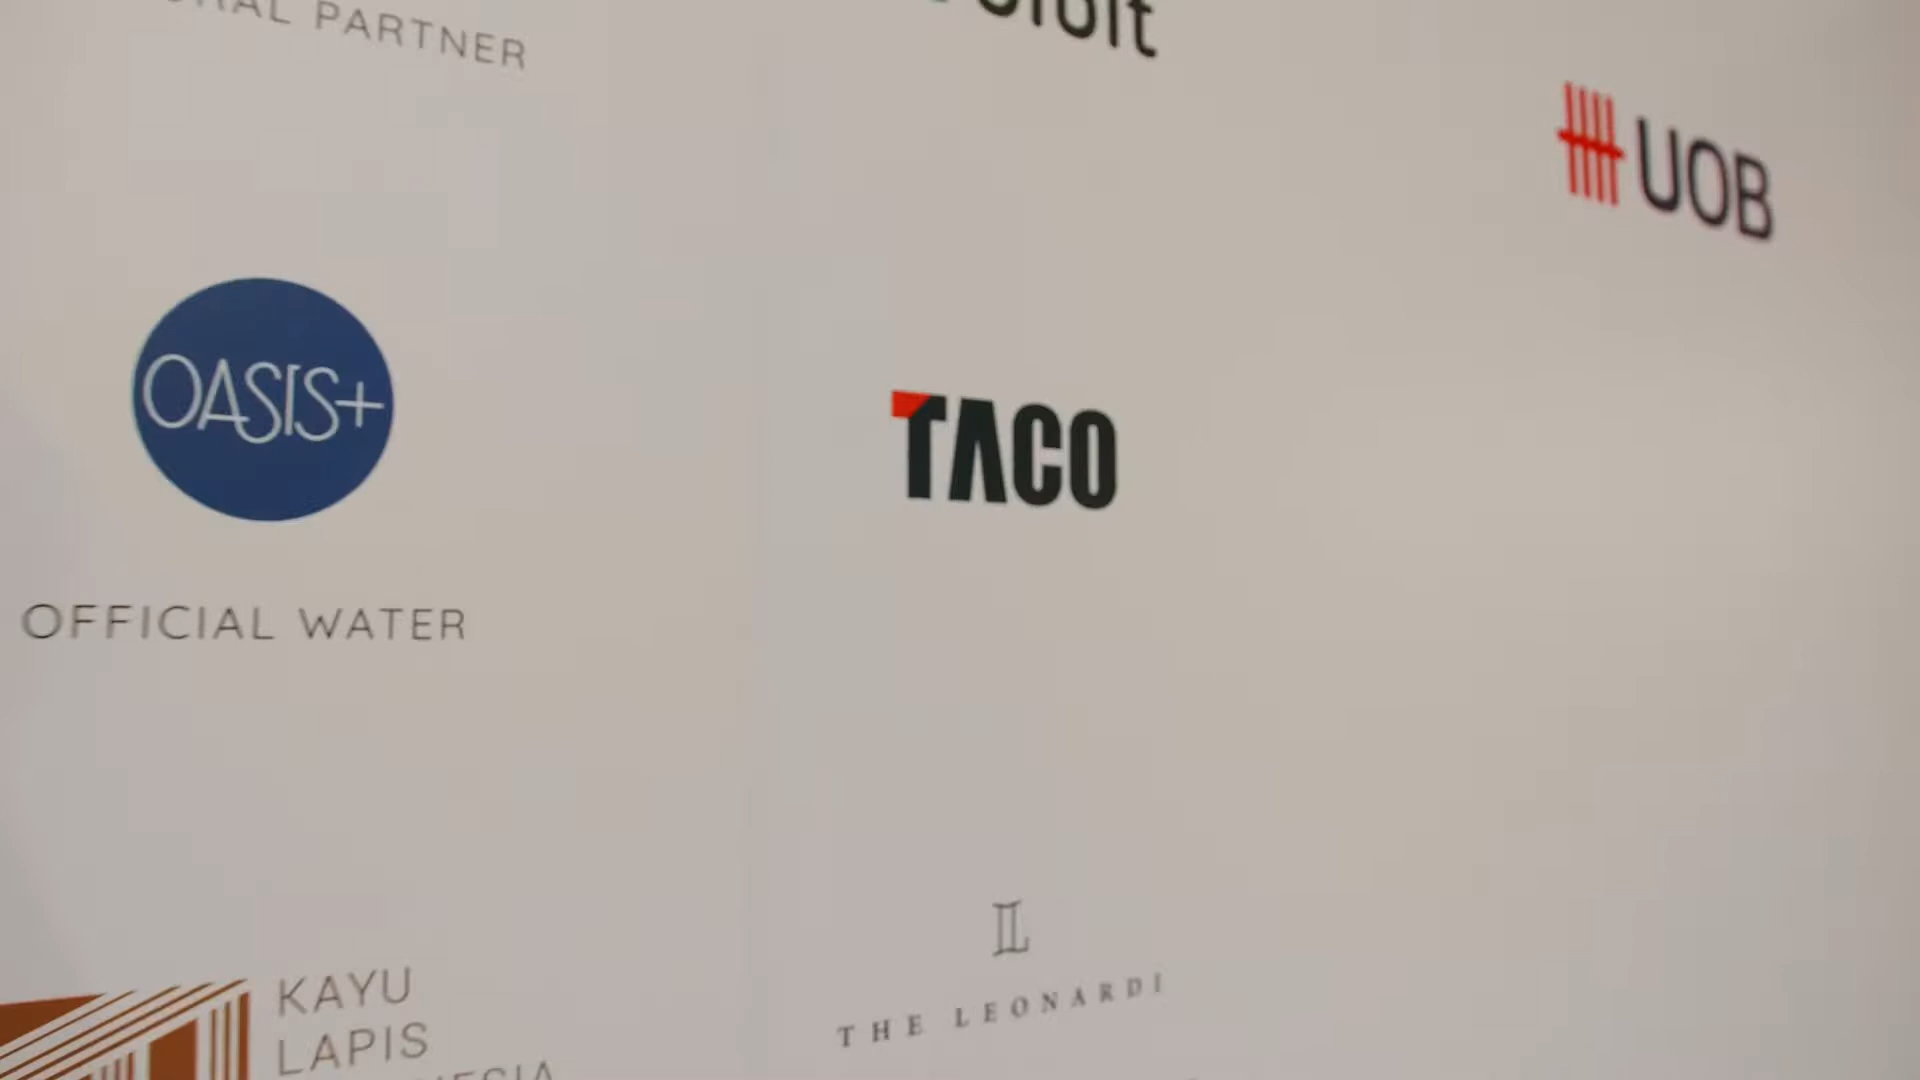 PARTNER
UOB
OASIS+
TACO
OFFICIAL WATER
THE LEONARDI
KAYU
LAPIS